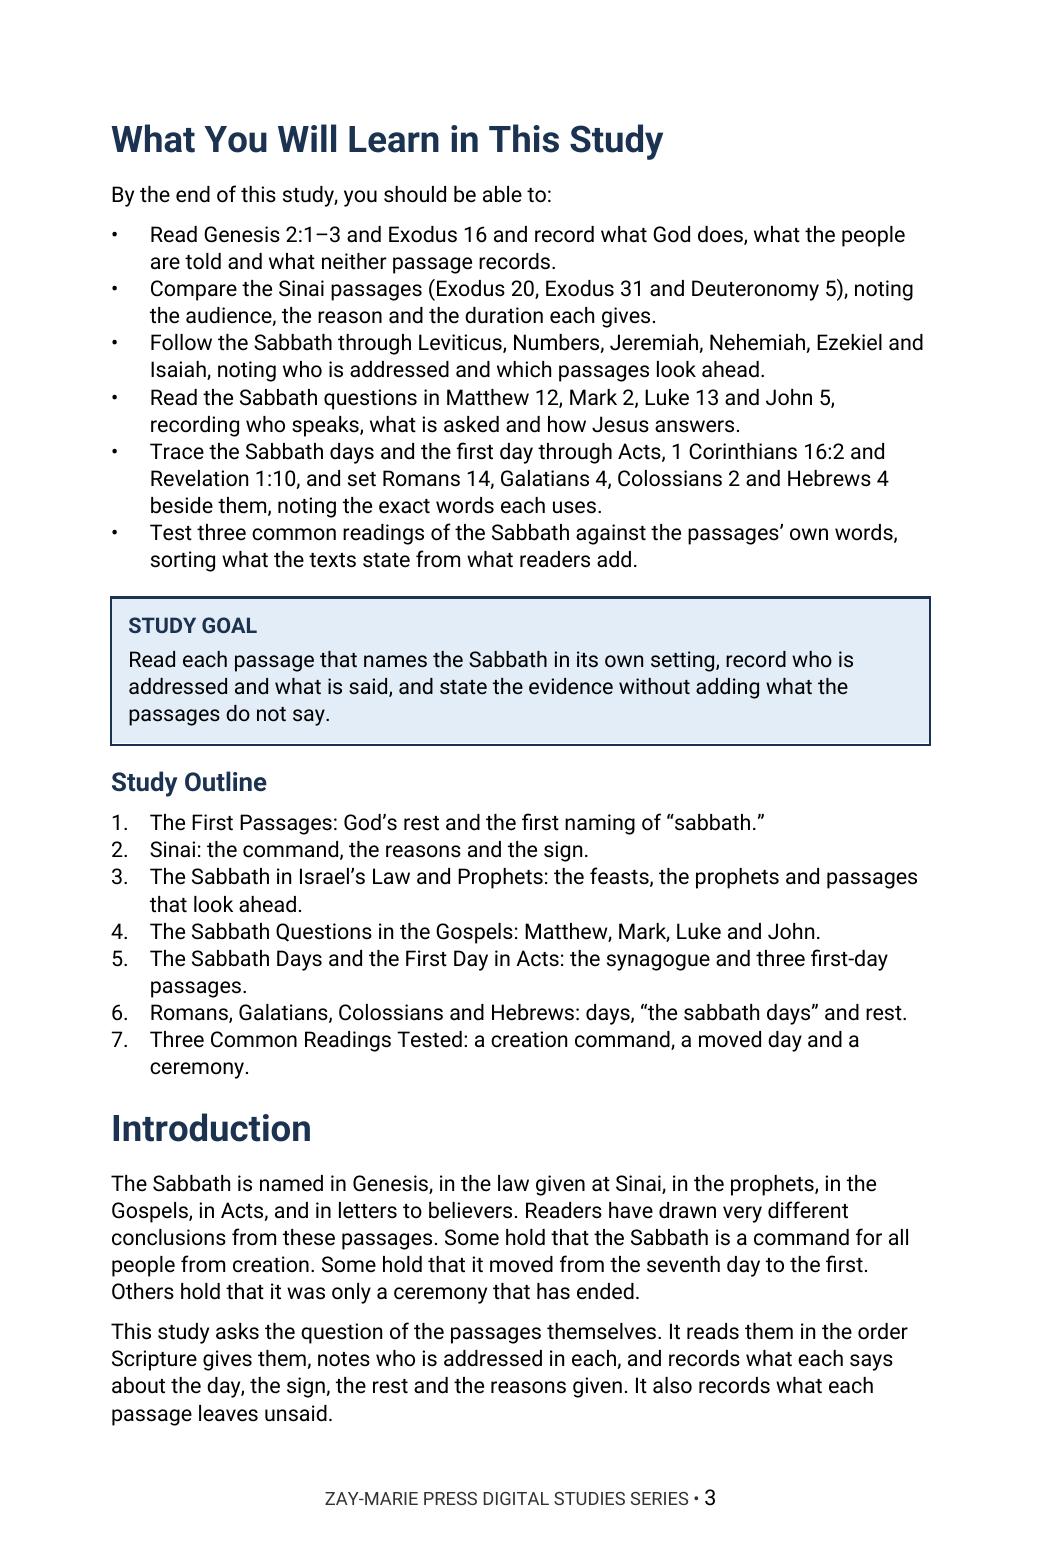 What You Will Learn in This Study
By the end of this study, you should be able to:
• Read Genesis 2:1–3 and Exodus 16 and record what God does, what the people
are told and what neither passage records.
• Compare the Sinai passages (Exodus 20, Exodus 31 and Deuteronomy 5), noting
the audience, the reason and the duration each gives.
• Follow the Sabbath through Leviticus, Numbers, Jeremiah, Nehemiah, Ezekiel and
Isaiah, noting who is addressed and which passages look ahead.
• Read the Sabbath questions in Matthew 12, Mark 2, Luke 13 and John 5,
recording who speaks, what is asked and how Jesus answers.
• Trace the Sabbath days and the first day through Acts, 1 Corinthians 16:2 and
Revelation 1:10, and set Romans 14, Galatians 4, Colossians 2 and Hebrews 4
beside them, noting the exact words each uses.
• Test three common readings of the Sabbath against the passages’ own words,
sorting what the texts state from what readers add.
STUDY GOAL
Read each passage that names the Sabbath in its own setting, record who is
addressed and what is said, and state the evidence without adding what the
passages do not say.
Study Outline
1. The First Passages: God’s rest and the first naming of “sabbath.”
2. Sinai: the command, the reasons and the sign.
3. The Sabbath in Israel’s Law and Prophets: the feasts, the prophets and passages
that look ahead.
4. The Sabbath Questions in the Gospels: Matthew, Mark, Luke and John.
5. The Sabbath Days and the First Day in Acts: the synagogue and three first-day
passages.
6. Romans, Galatians, Colossians and Hebrews: days, “the sabbath days” and rest.
7. Three Common Readings Tested: a creation command, a moved day and a
ceremony.
Introduction
The Sabbath is named in Genesis, in the law given at Sinai, in the prophets, in the
Gospels, in Acts, and in letters to believers. Readers have drawn very different
conclusions from these passages. Some hold that the Sabbath is a command for all
people from creation. Some hold that it moved from the seventh day to the first.
Others hold that it was only a ceremony that has ended.
This study asks the question of the passages themselves. It reads them in the order
Scripture gives them, notes who is addressed in each, and records what each says
about the day, the sign, the rest and the reasons given. It also records what each
passage leaves unsaid.
ZAY-MARIE PRESS DIGITAL STUDIES SERIES • 3